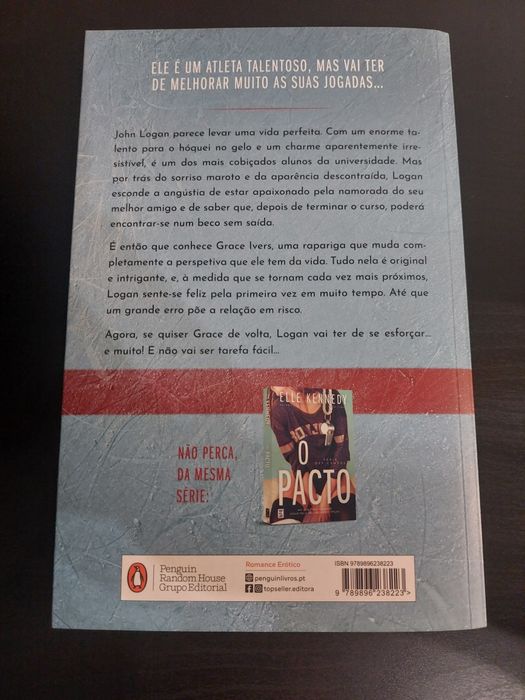 ELE É UM ATLETA TALENTOSO, MAS VAI TER
DE MELHORAR MUITO AS SUAS JOGADAS...
John Logan parece levar uma vida perfeita. Com um enorme ta-
lento para o hóquei no gelo e um charme aparentemente irre-
sistível, é um dos mais cobiçados alunos da universidade. Mas
por trás do sorriso maroto e da aparência descontraída, Logan
esconde a angústia de estar apaixonado pela namorada do seu
melhor amigo e de saber que, depois de terminar o curso, poderá
encontrar-se num beco sem saída.
É então que conhece Grace Ivers, uma rapariga que muda com-
pletamente a perspetiva que ele tem da vida. Tudo nela é original
e intrigante, e, à medida que se tornam cada vez mais próximos,
Logan sente-se feliz pela primeira vez em muito tempo. Até que
um grande erro põe a relação em risco.
Agora, se quiser Grace de volta, Logan vai ter de se esforçar...
e muito! E não vai ser tarefa fácil...
ELLE KENNEDY
O
PACTO
NÃO PERCA,
DA MESMA
SÉRIE:
Penguin
Random House
Grupo Editorial
Romance Erótico
penguinlivros.pt
topseller.editora
ISBN 9789896238223
9 789896 238223 >